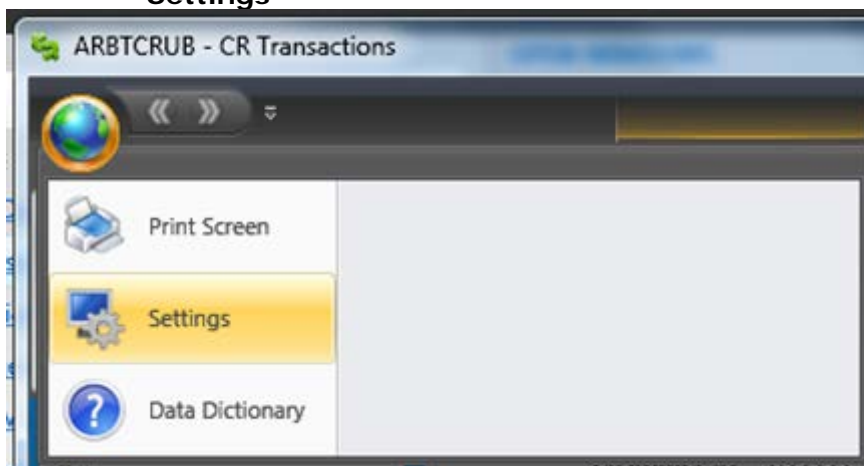 Settings
ARBTCRUB - CR Transactions
Print Screen
Settings
Data Dictionary